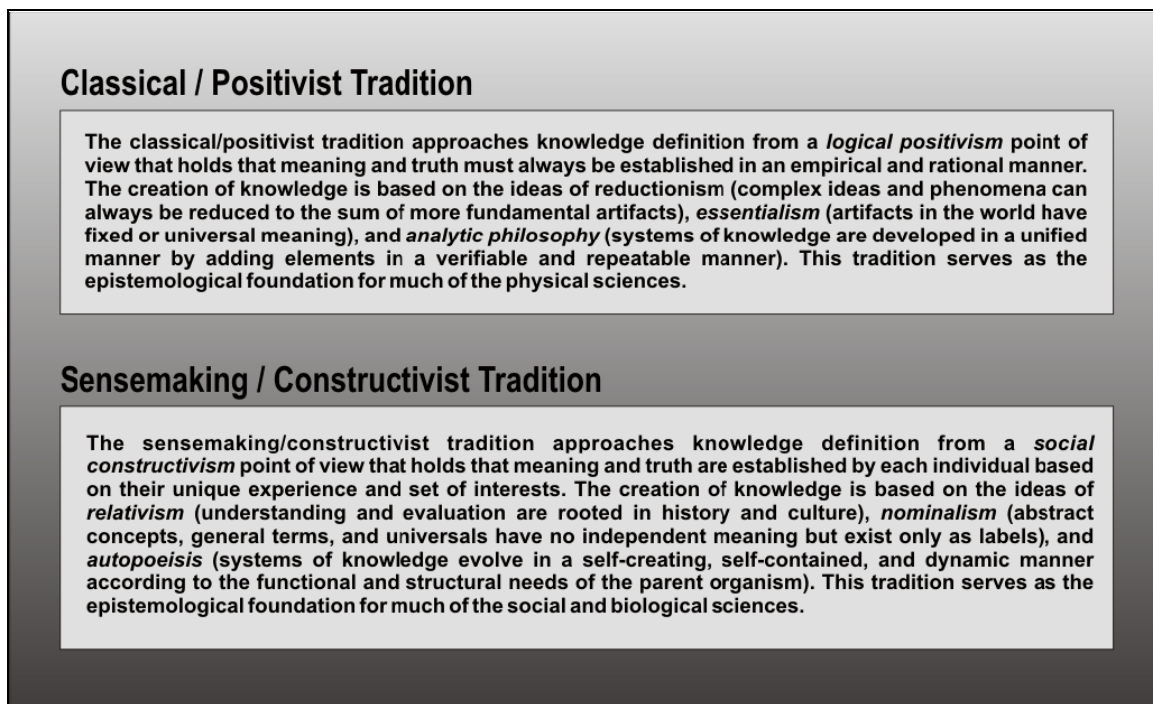 Classical / Positivist Tradition
The classical/positivist tradition approaches knowledge definition from a logical positivism point of
view that holds that meaning and truth must always be established in an empirical and rational manner.
The creation of knowledge is based on the ideas of reductionism (complex ideas and phenomena can
always be reduced to the sum of more fundamental artifacts), essentialism (artifacts in the world have
fixed or universal meaning), and analytic philosophy (systems of knowledge are developed in a unified
manner by adding elements in a verifiable and repeatable manner). This tradition serves as the
epistemological foundation for much of the physical sciences.
Sensemaking / Constructivist Tradition
The sensemaking/constructivist tradition approaches knowledge definition from a social
constructivism point of view that holds that meaning and truth are established by each individual based
on their unique experience and set of interests. The creation of knowledge is based on the ideas of
relativism (understanding and evaluation are rooted in history and culture), nominalism (abstract
concepts, general terms, and universals have no independent meaning but exist only as labels), and
autopoeisis (systems of knowledge evolve in a self-creating, self-contained, and dynamic manner
according to the functional and structural needs of the parent organism). This tradition serves as the
epistemological foundation for much of the social and biological sciences.